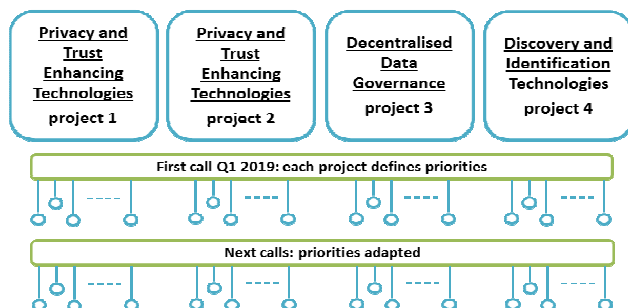 Privacy and
Trust
Enhancing
Technologies
project 1
Privacy and
Trust
Enhancing
Technologies
project 2
Decentralised
Data
Governance
project 3
Discovery and
Identification
Technologies
project 4
First call Q1 2019: each project defines priorities
Next calls: priorities adapted